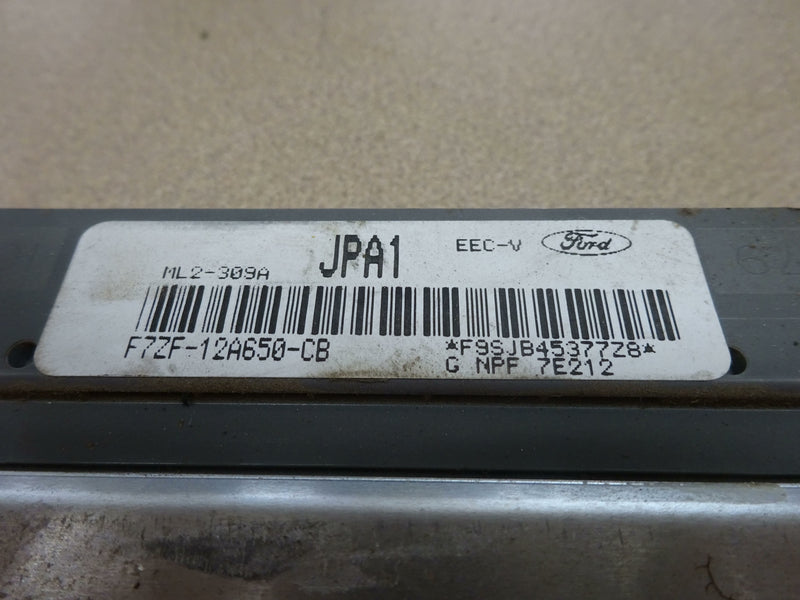 JPA1 EEC-V Ford
ML2-309A
F7ZF-12A650-CB *F9SJB45377Z8*
G NPF 7E212